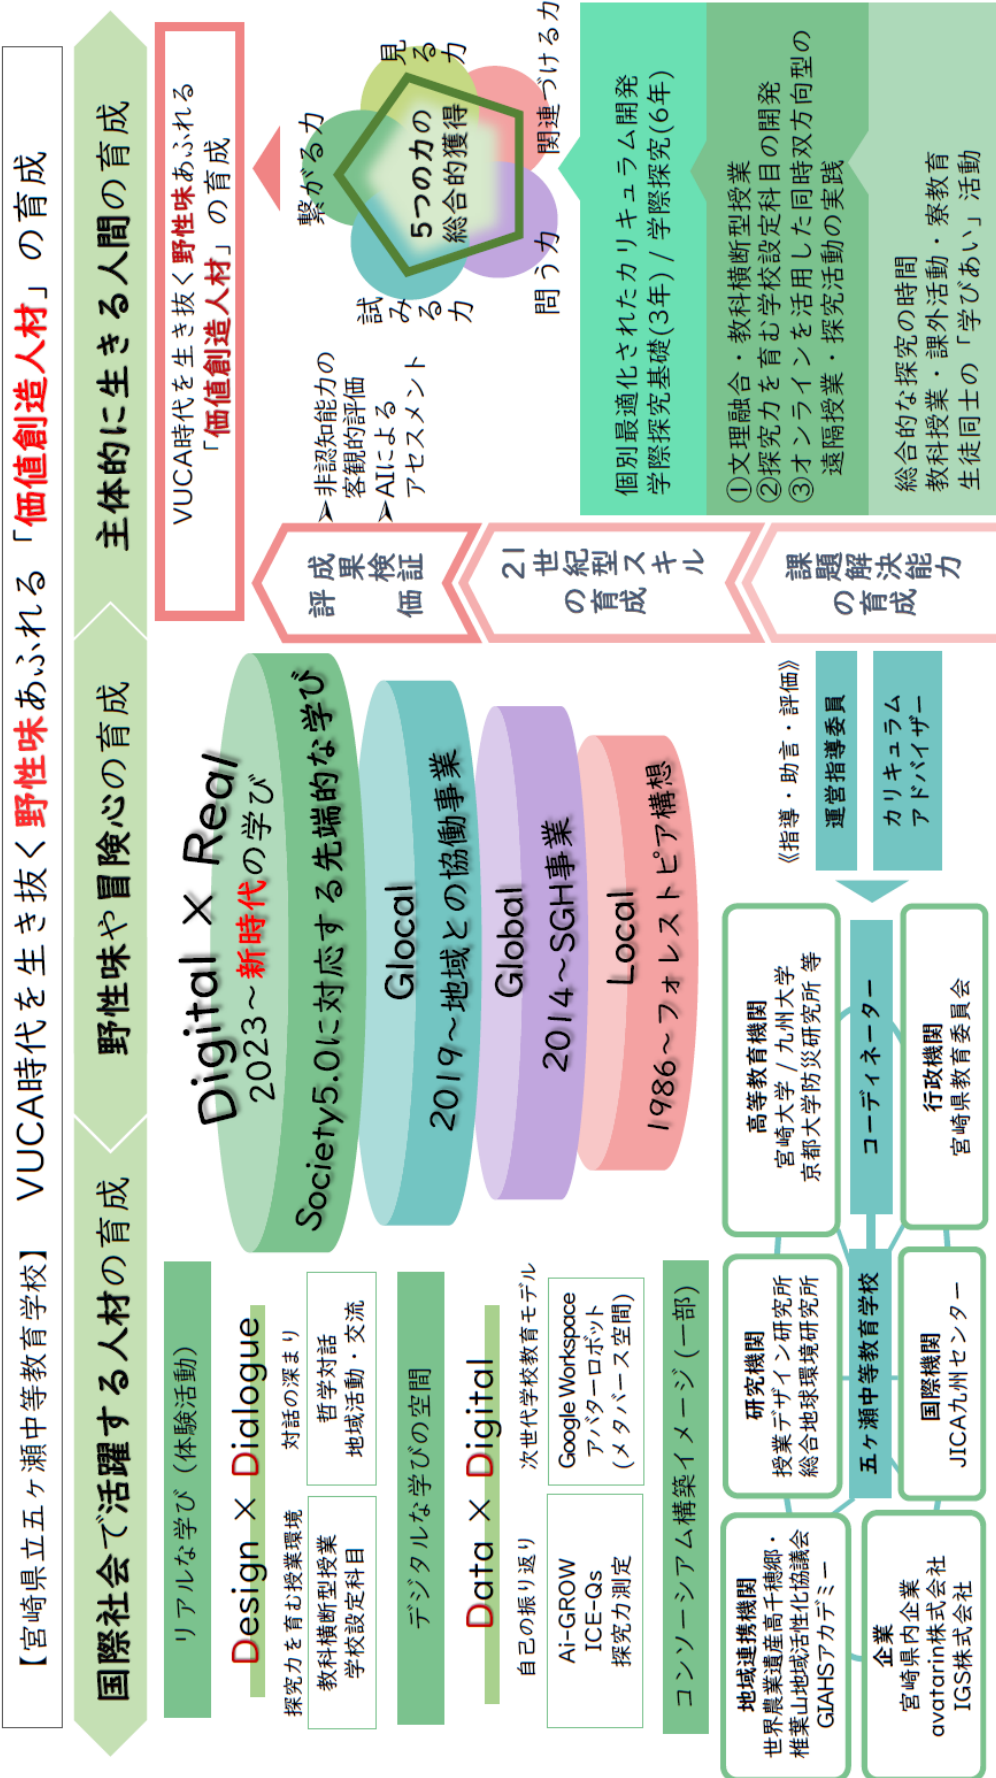 【宮崎県立五ヶ瀬中等教育学校】　VUCA時代を生き抜く野性味あふれる「価値創造人材」の育成
国際社会で活躍する人材の育成
野性味や冒険心の育成
主体的に生きる人間の育成
リアルな学び（体験活動）
Design × Dialogue
探究力を育む授業環境
対話の深まり
教科横断型授業
学校設定科目
哲学対話
地域活動・交流
デジタルな学びの空間
Data × Digital
自己の振り返り
次世代学校教育モデル
Ai-GROW
ICE-Qs
探究力測定
Google Workspace
アバターロボット
(メタバース空間)
コンソーシアム構築イメージ（一部）
地域連携機関
世界農業遺産高千穂郷・
椎葉山地域活性化協議会
GIAHSアカデミー
研究機関
授業デザイン研究所
総合地球環境研究所
高等教育機関
宮崎大学 / 九州大学
京都大学防災研究所 等
五ヶ瀬中等教育学校
コーディネーター
企業
宮崎県内企業
avatarin株式会社
IGS株式会社
国際機関
JICA九州センター
行政機関
宮崎県教育委員会
《指導・助言・評価》
運営指導委員
カリキュラム
アドバイザー
Digital × Real
2023～新時代の学び
Society5.0に対応する先端的な学び
Glocal
2019～地域との協働事業
Global
2014～SGH事業
Local
1986～フォレストピア構想
VUCA時代を生き抜く野性味あふれる
「価値創造人材」の育成
成果検証
評価
➢非認知能力の
客観的評価
➢AIによる
アセスメント
繋がる力
見る力
試みる力
問う力
関連づける力
5つの力の
総合的獲得
21世紀型スキル
の育成
個別最適化されたカリキュラム開発
学際探究基礎(3年) / 学際探究(6年)
①文理融合・教科横断型授業
②探究力を育む学校設定科目の開発
③オンラインを活用した同時双方向型の
遠隔授業・探究活動の実践
課題解決能力
の育成
総合的な探究の時間
教科授業・課外活動・寮教育
生徒同士の「学びあい」活動